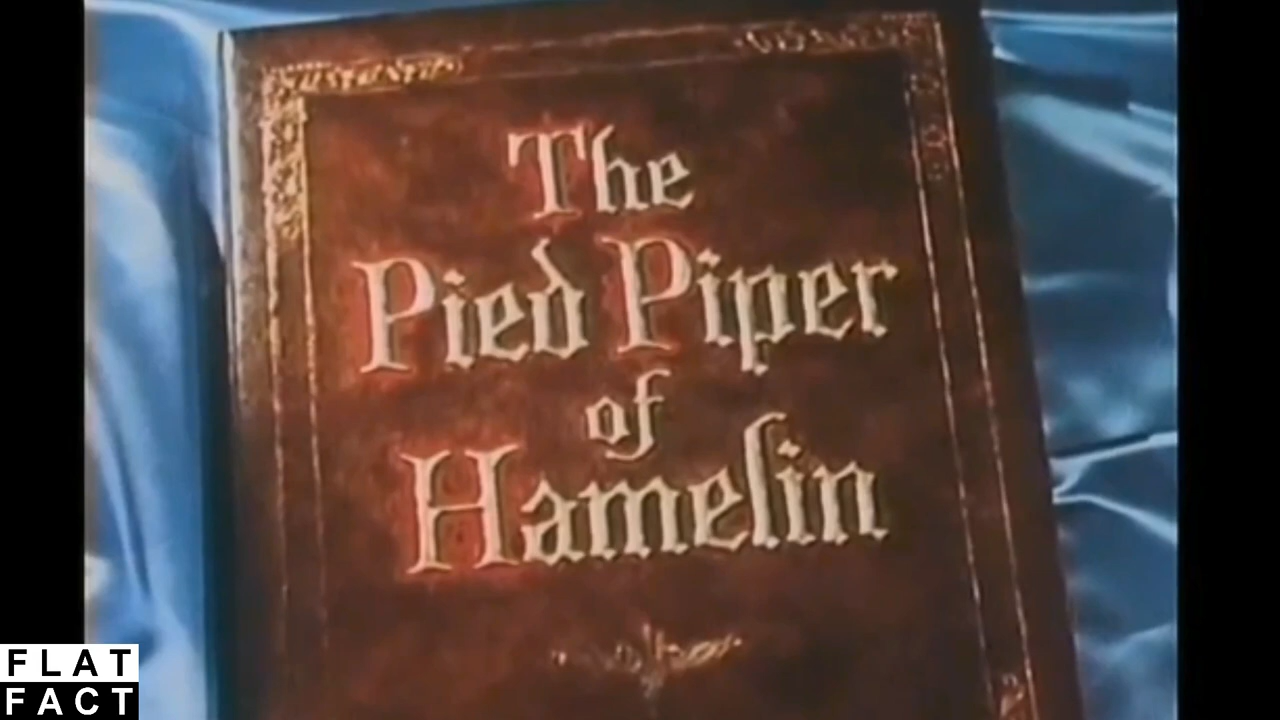 The
Pied Piper
of
Hamelin
FLAT
FACT